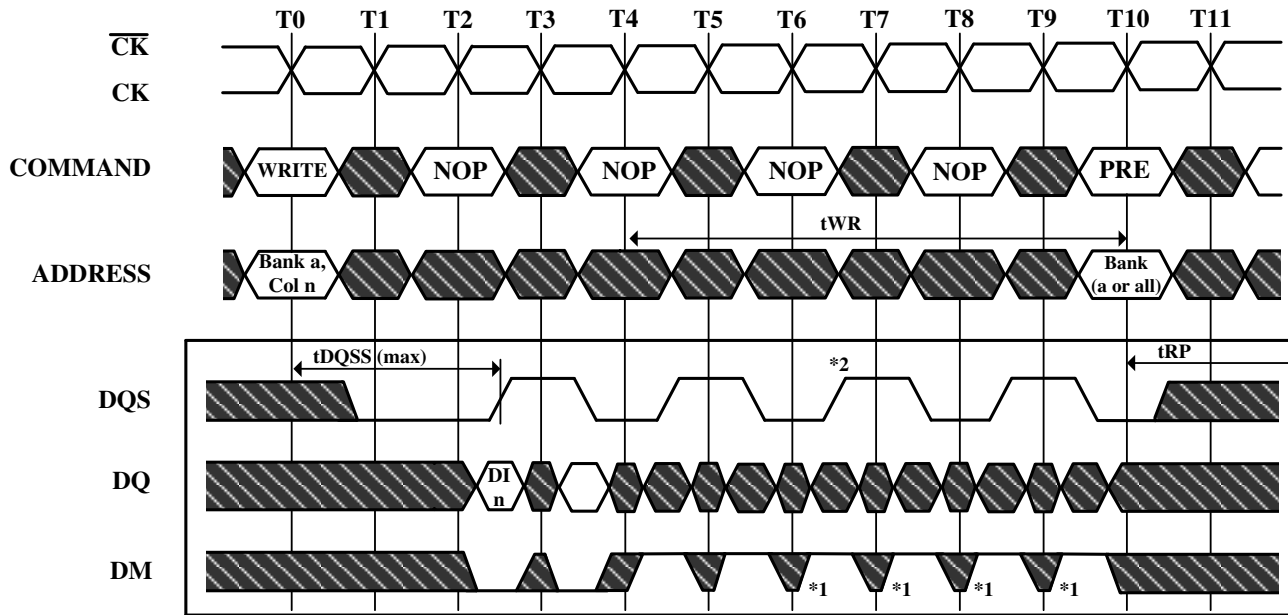 T0 T1 T2 T3 T4 T5 T6 T7 T8 T9 T10 T11
CK
CK
COMMAND WRITE NOP NOP NOP NOP PRE
tWR
ADDRESS Bank a, Col n Bank (a or all)
tDQSS (max) *2 tRP
DQS
DQ DI n
DM *1 *1 *1 *1